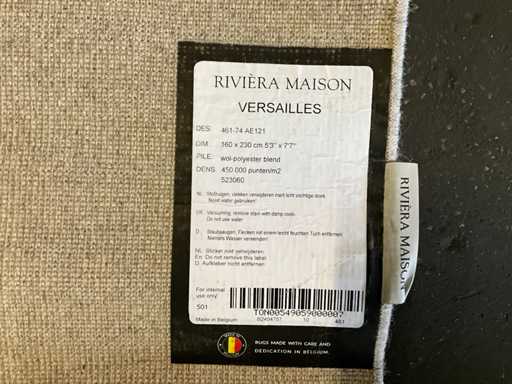 RIVIÈRA MAISON
VERSAILLES
DES: 461-74 AE121
DIM: 160 x 230 cm 5'3" x 7'7"
PILE: wol-polyester blend
DENS: 450.000 punten/m2
523060
NL: Stofzuigen, vlekken verwijderen met licht vochtige doek.
Nooit water gebruiken!
UK: Vacuuming, remove stain with damp cloth.
Do not use water
D: Staubsaugen, Flecken mit einem leicht feuchten Tuch entfernen.
Niemals Wasser verwenden!
NL: Sticker niet verwijderen.
En: Do not remove this label.
D: Aufkleber nicht entfernen.
For internal
use only:
S01
TON00549059000007
Made in Belgium
10
461
RUGS MADE WITH CARE AND
DEDICATION IN BELGIUM.
RIVIÈRA MAISON